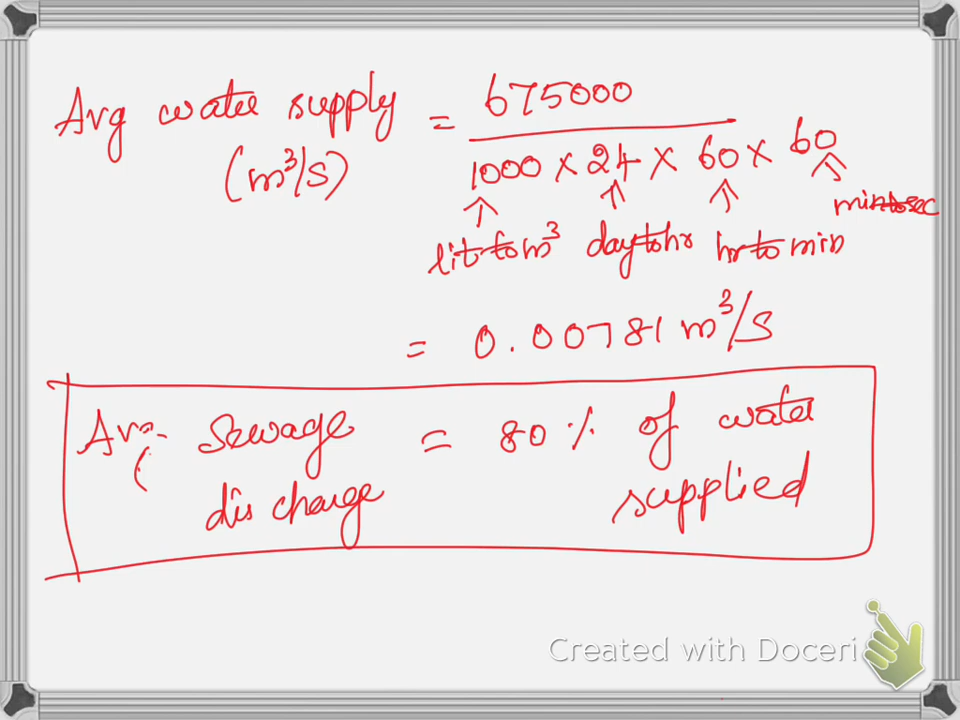 Avg water supply = 675000
(m³/s) 1000 × 24 × 60 × 60
lit to m³ day to hr hr to min min to sec
= 0.00781 m³/s
Avg. sewage = 80 % of water
discharge supplied
Created with Doceri